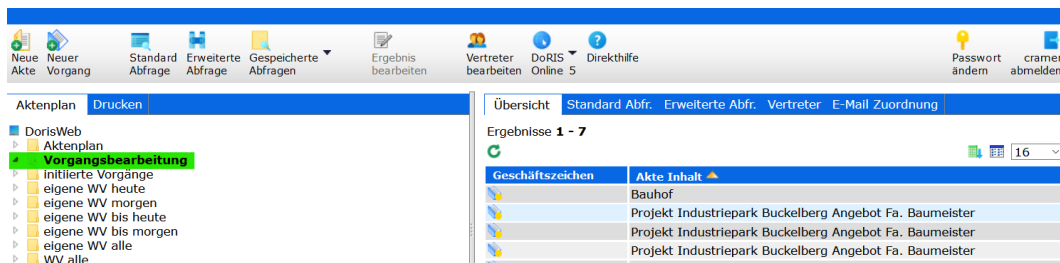 Neue Akte
Neuer Vorgang
Standard Abfrage
Erweiterte Abfrage
Gespeicherte Abfragen
Ergebnis bearbeiten
Vertreter bearbeiten
DoRIS Online 5
Direkthilfe
Passwort ändern
cramer abmelden
Aktenplan Drucken
DorisWeb
Aktenplan
Vorgangsbearbeitung
initiierte Vorgänge
eigene WV heute
eigene WV morgen
eigene WV bis heute
eigene WV bis morgen
eigene WV alle
WV alle
Übersicht Standard Abfr. Erweiterte Abfr. Vertreter E-Mail Zuordnung
Ergebnisse 1 - 7
16
Geschäftszeichen Akte Inhalt
Bauhof
Projekt Industriepark Buckelberg Angebot Fa. Baumeister
Projekt Industriepark Buckelberg Angebot Fa. Baumeister
Projekt Industriepark Buckelberg Angebot Fa. Baumeister